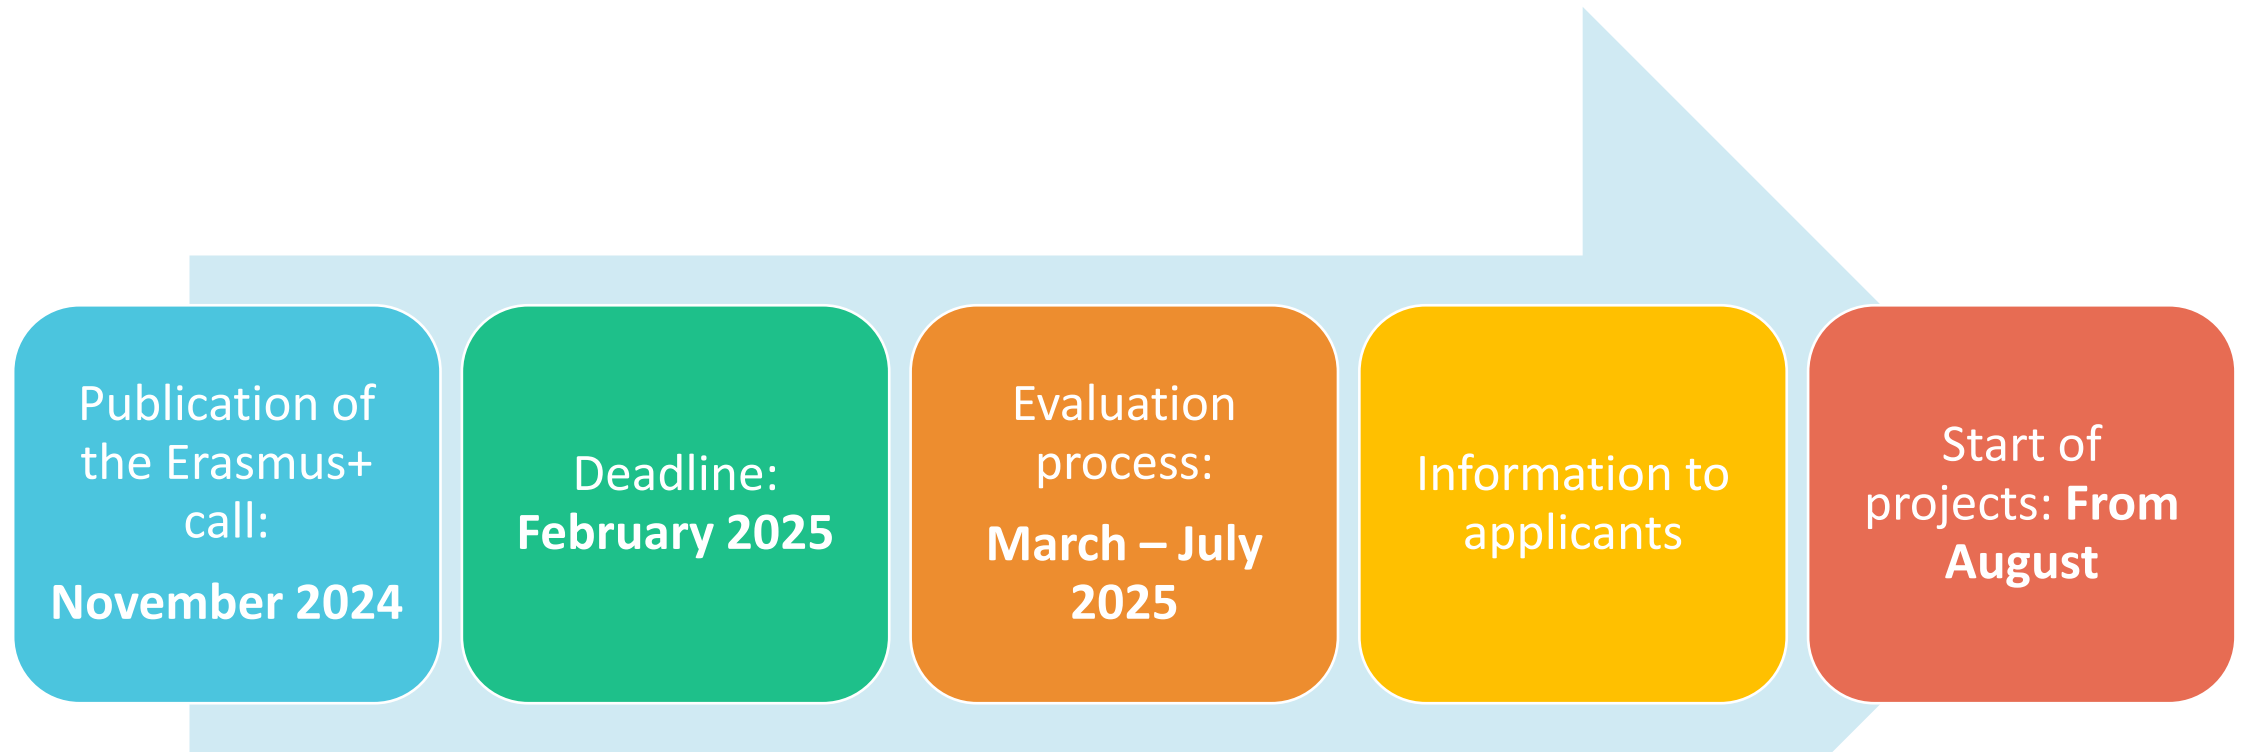 Publication of
the Erasmus+
call:
November 2024
Deadline:
February 2025
Evaluation
process:
March – July
2025
Information to
applicants
Start of
projects: From
August